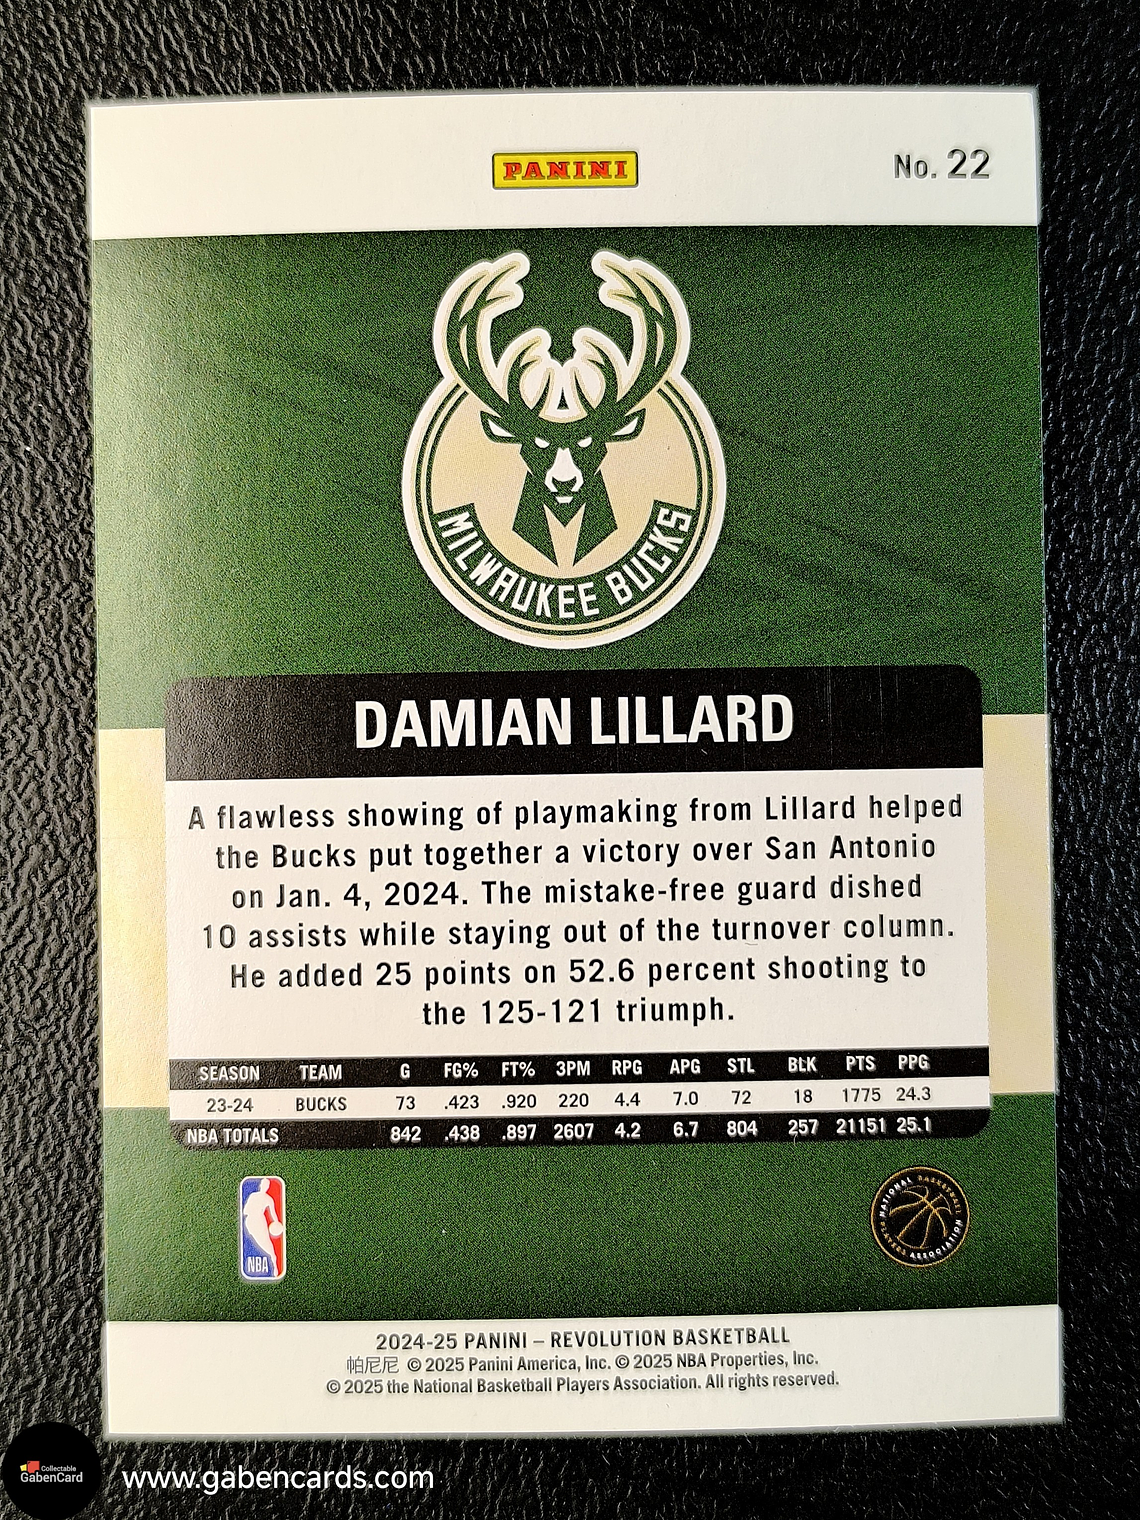 PANINI
No. 22
MILWAUKEE BUCKS
DAMIAN LILLARD
A flawless showing of playmaking from Lillard helped
the Bucks put together a victory over San Antonio
on Jan. 4, 2024. The mistake-free guard dished
10 assists while staying out of the turnover column.
He added 25 points on 52.6 percent shooting to
the 125-121 triumph.
SEASON TEAM G FG% FT% 3PM RPG APG STL BLK PTS PPG
23-24 BUCKS 73 .423 .920 220 4.4 7.0 72 18 1775 24.3
NBA TOTALS 842 .438 .897 2607 4.2 6.7 804 257 21151 25.1
NBA
NATIONAL BASKETBALL
PLAYERS ASSOCIATION
2024-25 PANINI – REVOLUTION BASKETBALL
帕尼尼 © 2025 Panini America, Inc. © 2025 NBA Properties, Inc.
© 2025 the National Basketball Players Association. All rights reserved.
Collectable
GabenCard
www.gabencards.com